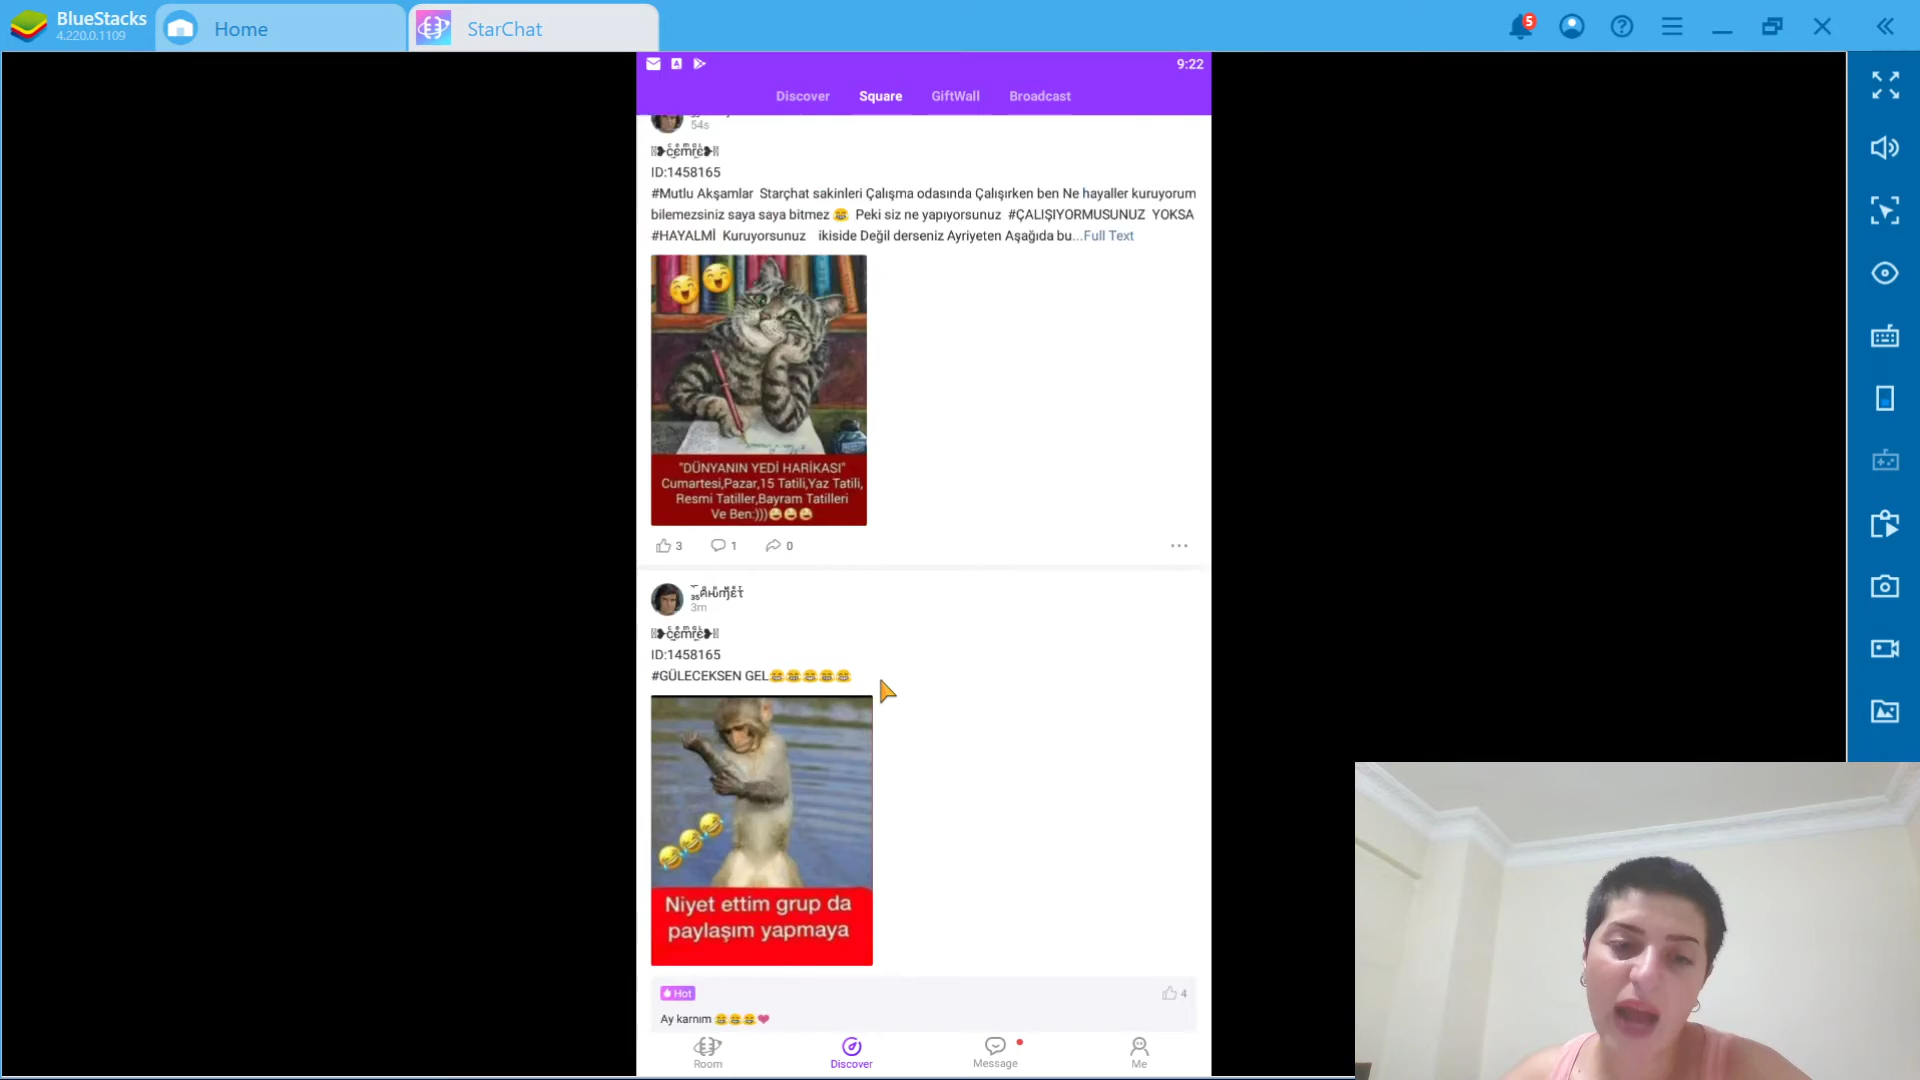 BlueStacks
4.220.0.1109
Home
StarChat
5
9:22
Discover
Square
GiftWall
Broadcast
54s
ID:1458165
#Mutlu Akşamlar Starçhat sakinleri Çalışma odasında Çalışırken ben Ne hayaller kuruyorum
bilemezsiniz saya saya bitmez 😂 Peki siz ne yapıyorsunuz #ÇALIŞIYORMUSUNUZ YOKSA
#HAYALMİ Kuruyorsunuz ikiside Değil derseniz Ayriyeten Aşağıda bu...Full Text
"DÜNYANIN YEDİ HARİKASI"
Cumartesi,Pazar,15 Tatili,Yaz Tatili,
Resmi Tatiller,Bayram Tatilleri
Ve Ben:)))😄😄😄
3
1
0
3m
ID:1458165
#GÜLECEKSEN GEL😂😂😂😂😂
Niyet ettim grup da
paylaşım yapmaya
Hot
4
Ay karnım 😂😂😂❤
Room
Discover
Message
Me